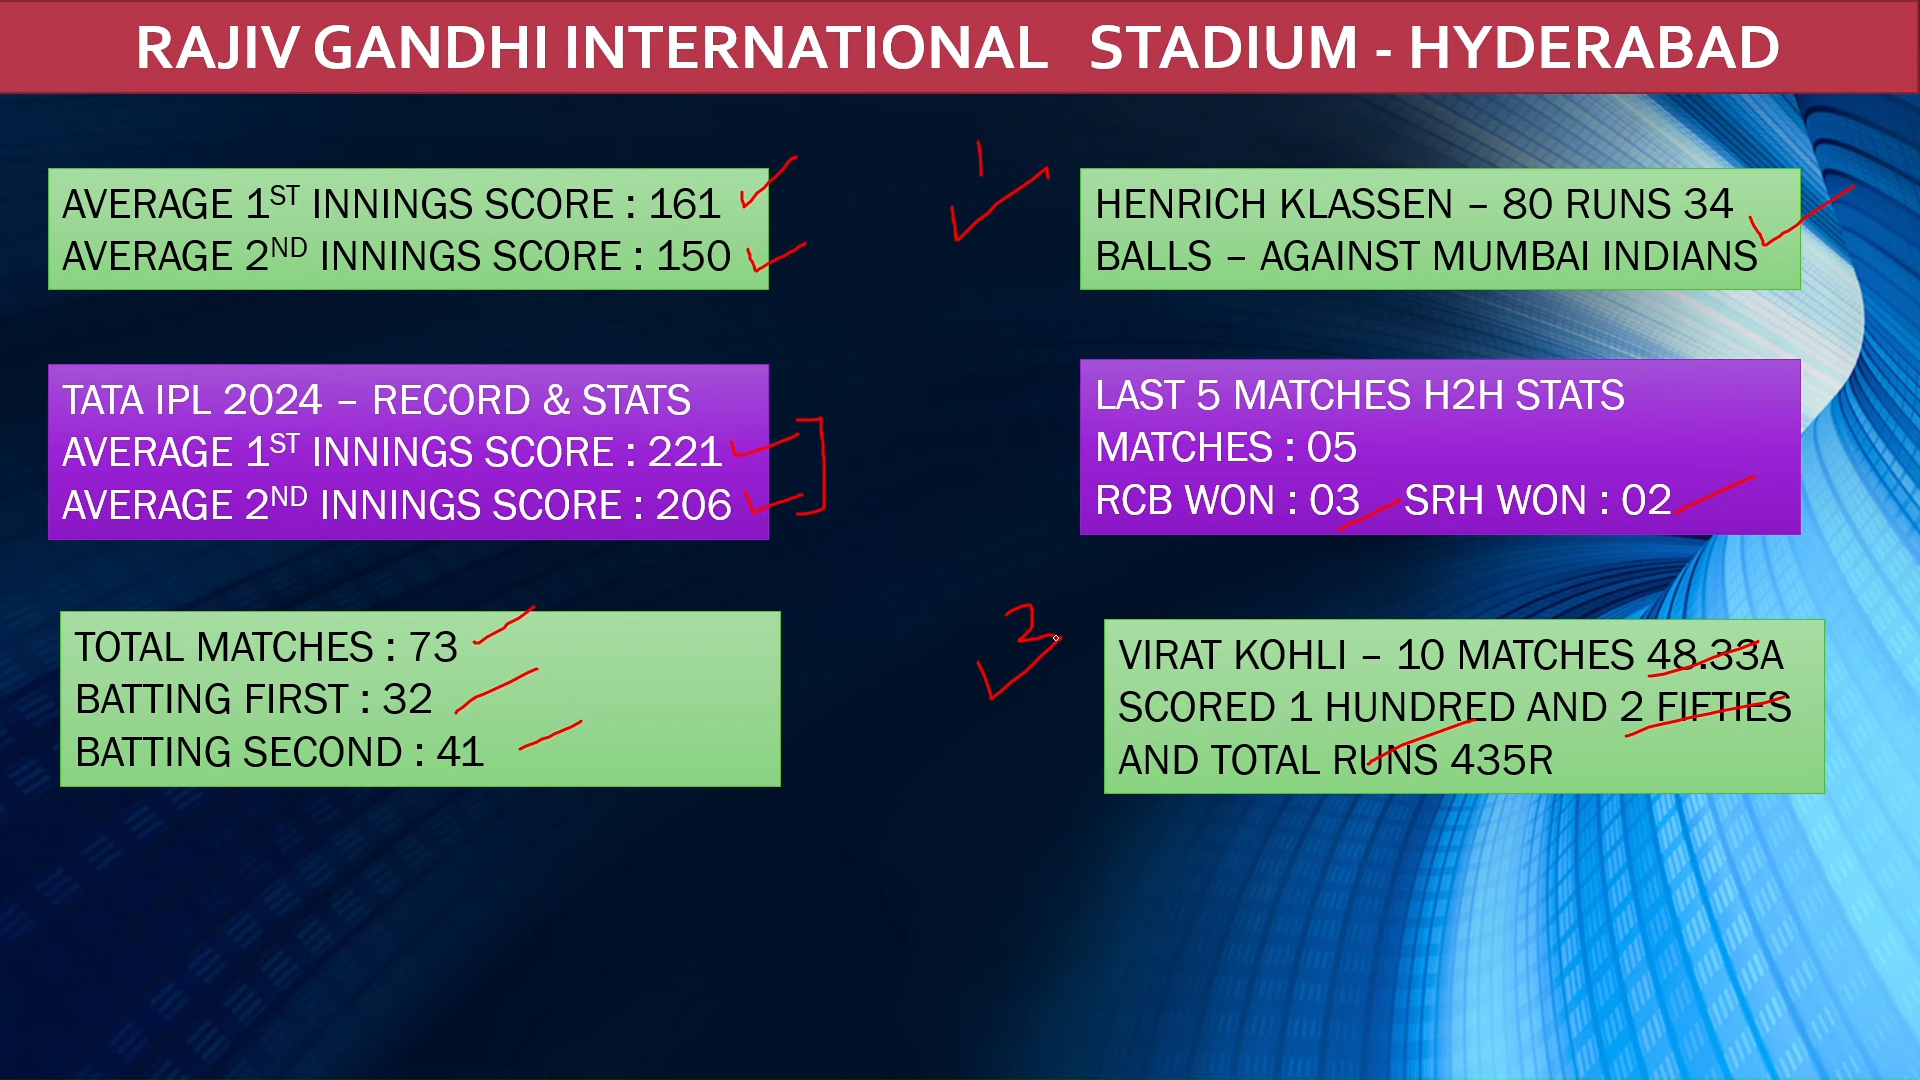 RAJIV GANDHI INTERNATIONAL STADIUM - HYDERABAD
AVERAGE 1ST INNINGS SCORE : 161
AVERAGE 2ND INNINGS SCORE : 150
TATA IPL 2024 – RECORD & STATS
AVERAGE 1ST INNINGS SCORE : 221
AVERAGE 2ND INNINGS SCORE : 206
TOTAL MATCHES : 73
BATTING FIRST : 32
BATTING SECOND : 41
1
HENRICH KLASSEN – 80 RUNS 34
BALLS – AGAINST MUMBAI INDIANS
LAST 5 MATCHES H2H STATS
MATCHES : 05
RCB WON : 03 SRH WON : 02
2
VIRAT KOHLI – 10 MATCHES 48.33A
SCORED 1 HUNDRED AND 2 FIFTIES
AND TOTAL RUNS 435R